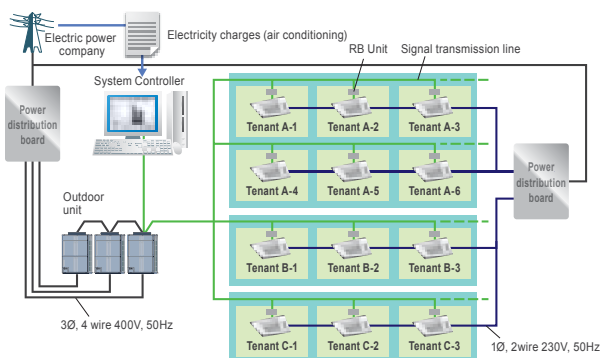 Electric power
company
Electricity charges (air conditioning)
RB Unit
Signal transmission line
System Controller
Power
distribution
board
Tenant A-1
Tenant A-2
Tenant A-3
Tenant A-4
Tenant A-5
Tenant A-6
Power
distribution
board
Outdoor
unit
Tenant B-1
Tenant B-2
Tenant B-3
3Ø, 4 wire 400V, 50Hz
Tenant C-1
Tenant C-2
Tenant C-3
1Ø, 2wire 230V, 50Hz